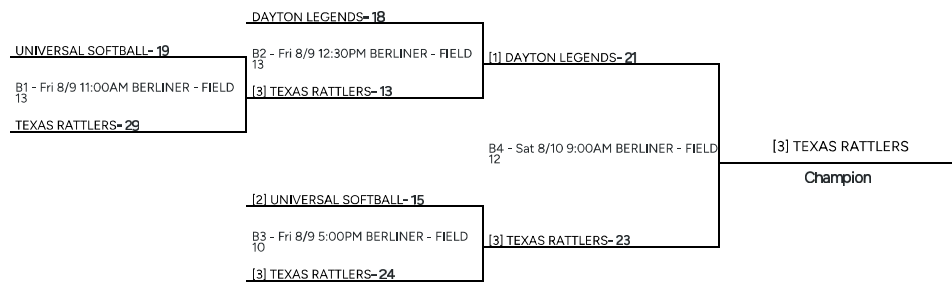 DAYTON LEGENDS- 18
UNIVERSAL SOFTBALL- 19
B2 - Fri 8/9 12:30PM BERLINER - FIELD
13
[1] DAYTON LEGENDS- 21
B1 - Fri 8/9 11:00AM BERLINER - FIELD
13
[3] TEXAS RATTLERS- 13
TEXAS RATTLERS- 29
B4 - Sat 8/10 9:00AM BERLINER - FIELD
12
[3] TEXAS RATTLERS
Champion
[2] UNIVERSAL SOFTBALL- 15
B3 - Fri 8/9 5:00PM BERLINER - FIELD
10
[3] TEXAS RATTLERS- 23
[3] TEXAS RATTLERS- 24